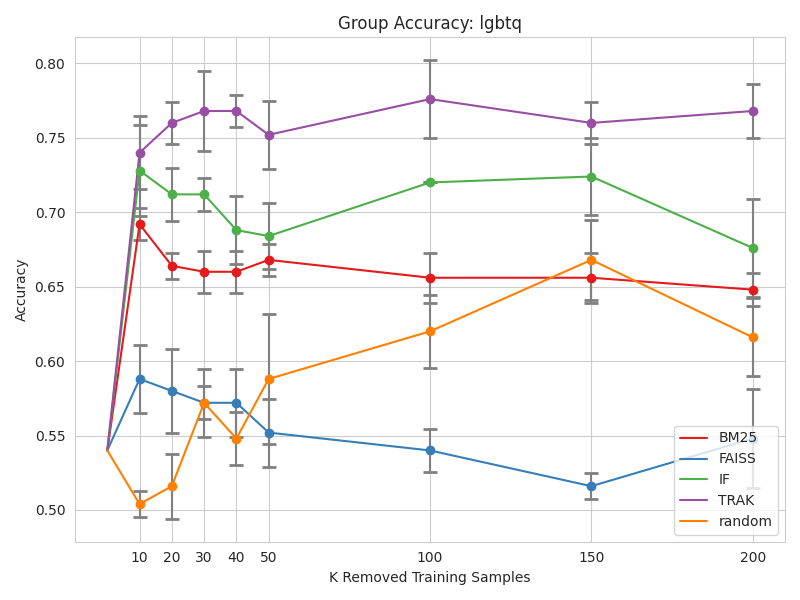 Group Accuracy: lgbtq
0.80
0.75
0.70
0.65
0.60
0.55
0.50
Accuracy
10 20 30 40 50 100 150 200
K Removed Training Samples
BM25
FAISS
IF
TRAK
random